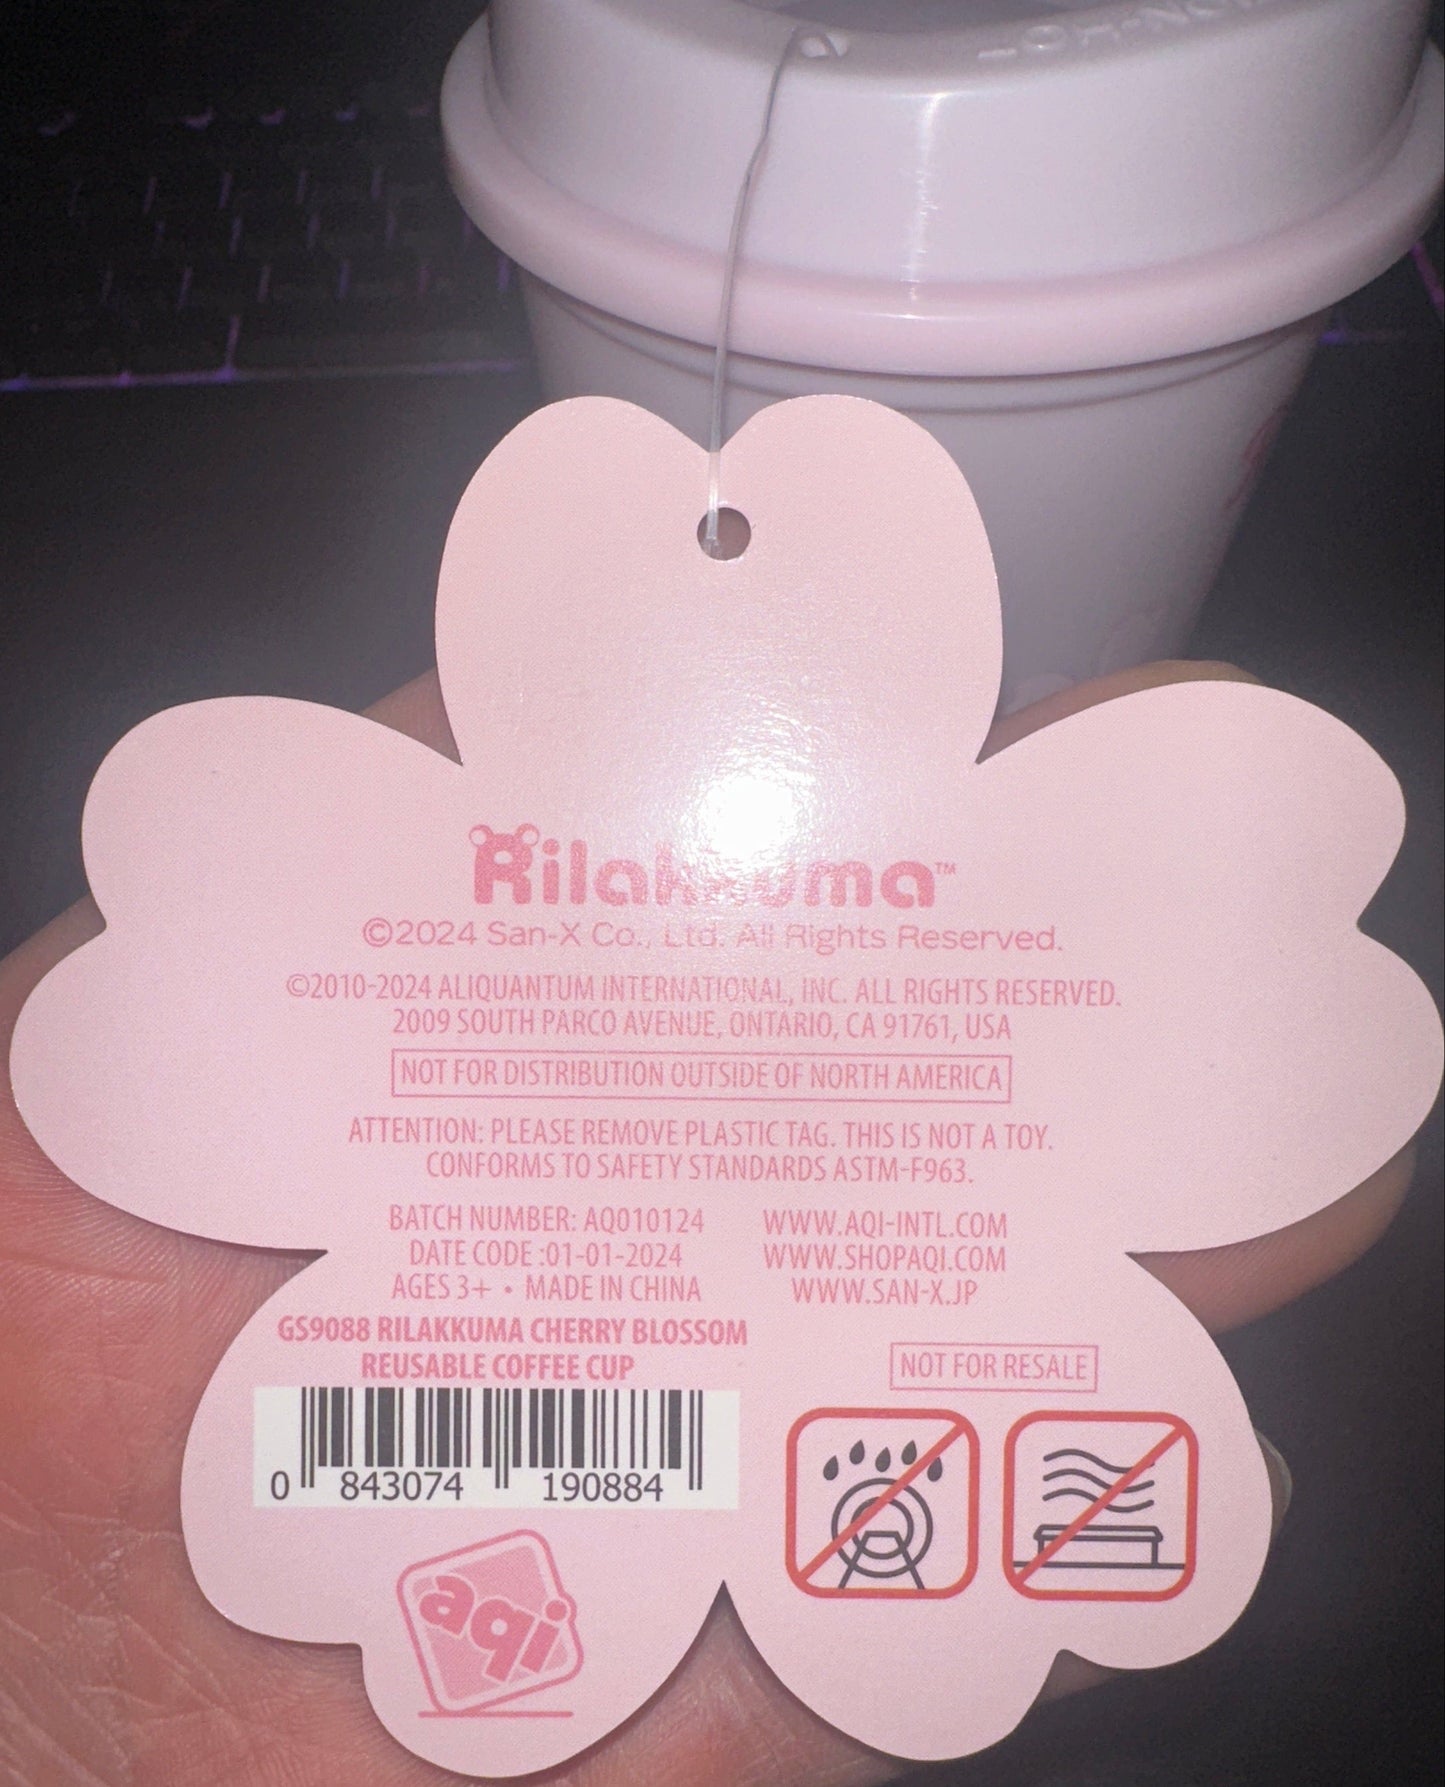 Rilakkuma™
©2024 San-X Co., Ltd. All Rights Reserved.
©2010-2024 ALIQUANTUM INTERNATIONAL, INC. ALL RIGHTS RESERVED.
2009 SOUTH PARCO AVENUE, ONTARIO, CA 91761, USA
NOT FOR DISTRIBUTION OUTSIDE OF NORTH AMERICA
ATTENTION: PLEASE REMOVE PLASTIC TAG. THIS IS NOT A TOY.
CONFORMS TO SAFETY STANDARDS ASTM-F963.
BATCH NUMBER: AQ010124
DATE CODE :01-01-2024
AGES 3+ • MADE IN CHINA
WWW.AQI-INTL.COM
WWW.SHOPAQI.COM
WWW.SAN-X.JP
GS9088 RILAKKUMA CHERRY BLOSSOM
REUSABLE COFFEE CUP
0 843074 190884
NOT FOR RESALE
aqi